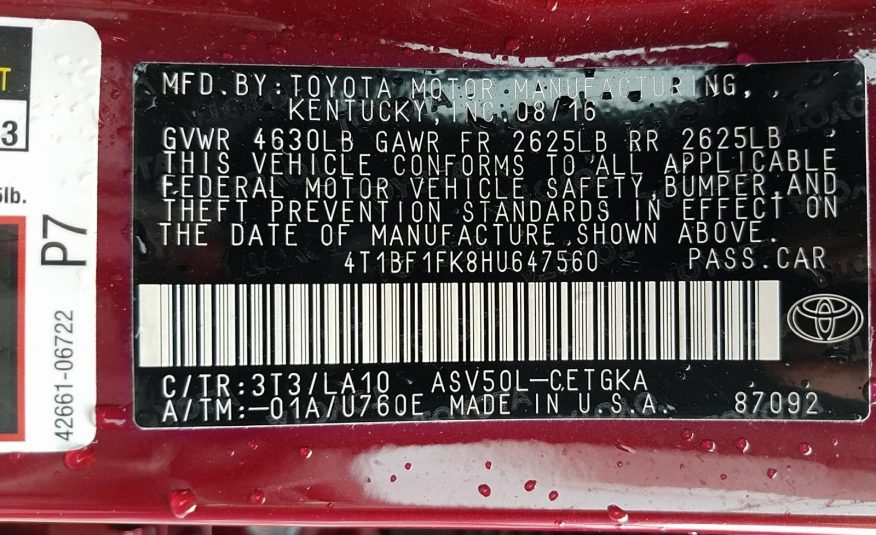 T
3
5lb.
P7
42661-06722
MFD.BY:TOYOTA MOTOR MANUFACTURING,
KENTUCKY, INC. 08/16
GVWR 4630LB GAWR FR 2625LB RR 2625LB
THIS VEHICLE CONFORMS TO ALL APPLICABLE
FEDERAL MOTOR VEHICLE SAFETY,BUMPER,AND
THEFT PREVENTION STANDARDS IN EFFECT ON
THE DATE OF MANUFACTURE SHOWN ABOVE.
4T1BF1FK8HU647560 PASS.CAR
C/TR:3T3/LA10 ASV50L-CETGKA
A/TM:-01A/U760E MADE IN U.S.A. 87092